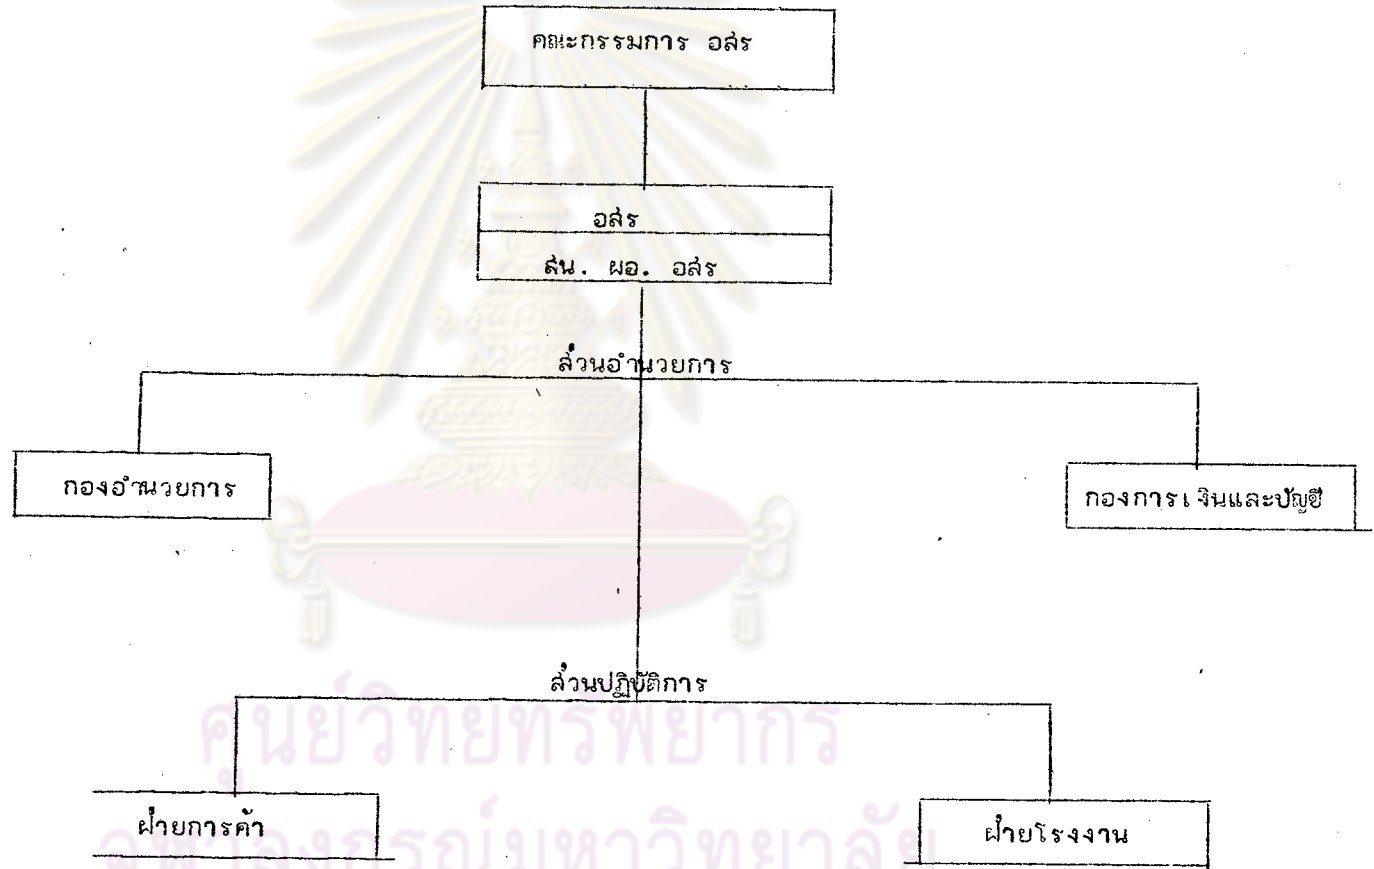 คณะกรรมการ อสร
อสร
สน. ผอ. อสร
ส่วนอำนวยการ
กองอำนวยการ
กองการเงินและบัญชี
ส่วนปฏิบัติการ
ศูนย์วิทยทรัพยากร
ฝ่ายการค้า
ฝ่ายโรงงาน
จุฬาลงกรณ์มหาวิทยาลัย